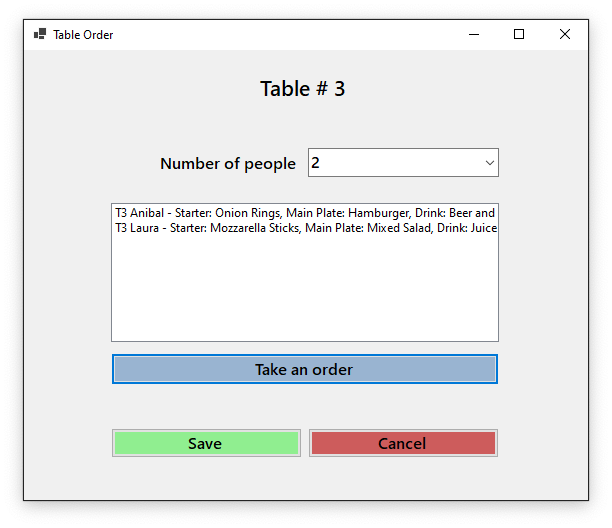 Table Order
Table # 3
Number of people 2
T3 Anibal - Starter: Onion Rings, Main Plate: Hamburger, Drink: Beer and
T3 Laura - Starter: Mozzarella Sticks, Main Plate: Mixed Salad, Drink: Juice
Take an order
Save Cancel